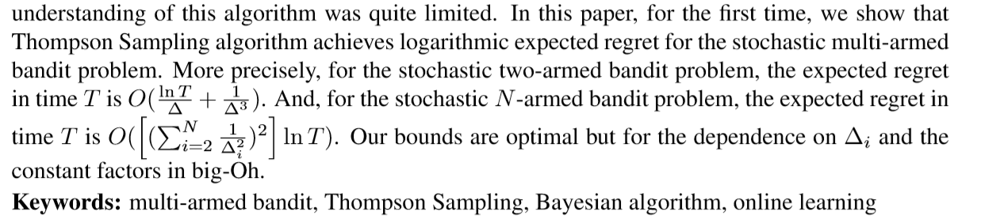 understanding of this algorithm was quite limited. In this paper, for the first time, we show that
Thompson Sampling algorithm achieves logarithmic expected regret for the stochastic multi-armed
bandit problem. More precisely, for the stochastic two-armed bandit problem, the expected regret
in time $T$ is $O(\frac{\ln T}{\Delta} + \frac{1}{\Delta^3})$. And, for the stochastic $N$-armed bandit problem, the expected regret in
time $T$ is $O(\left[(\sum_{i=2}^{N} \frac{1}{\Delta_i^2})^2\right] \ln T)$. Our bounds are optimal but for the dependence on $\Delta_i$ and the
constant factors in big-Oh.
Keywords: multi-armed bandit, Thompson Sampling, Bayesian algorithm, online learning